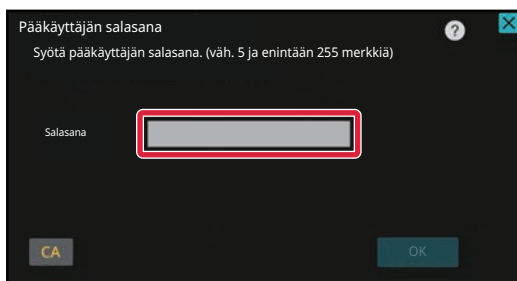 Pääkäyttäjän salasana
Syötä pääkäyttäjän salasana. (väh. 5 ja enintään 255 merkkiä)
Salasana
CA
OK